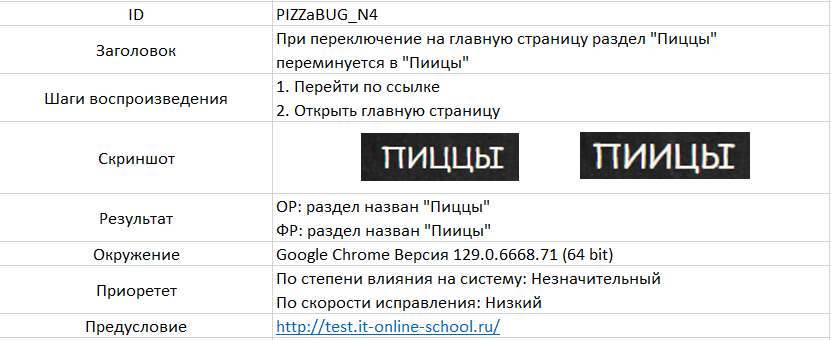 ID
PIZZaBUG_N4
Заголовок
При переключение на главную страницу раздел "Пиццы"
переминуется в "Пиицы"
Шаги воспроизведения
1. Перейти по ссылке
2. Открыть главную страницу
Скриншот
ПИЦЦЫ
ПИИЦЫ
Результат
ОР: раздел назван "Пиццы"
ФР: раздел назван "Пиицы"
Окружение
Google Chrome Версия 129.0.6668.71 (64 bit)
Приоретет
По степени влияния на систему: Незначительный
По скорости исправления: Низкий
Предусловие
http://test.it-online-school.ru/